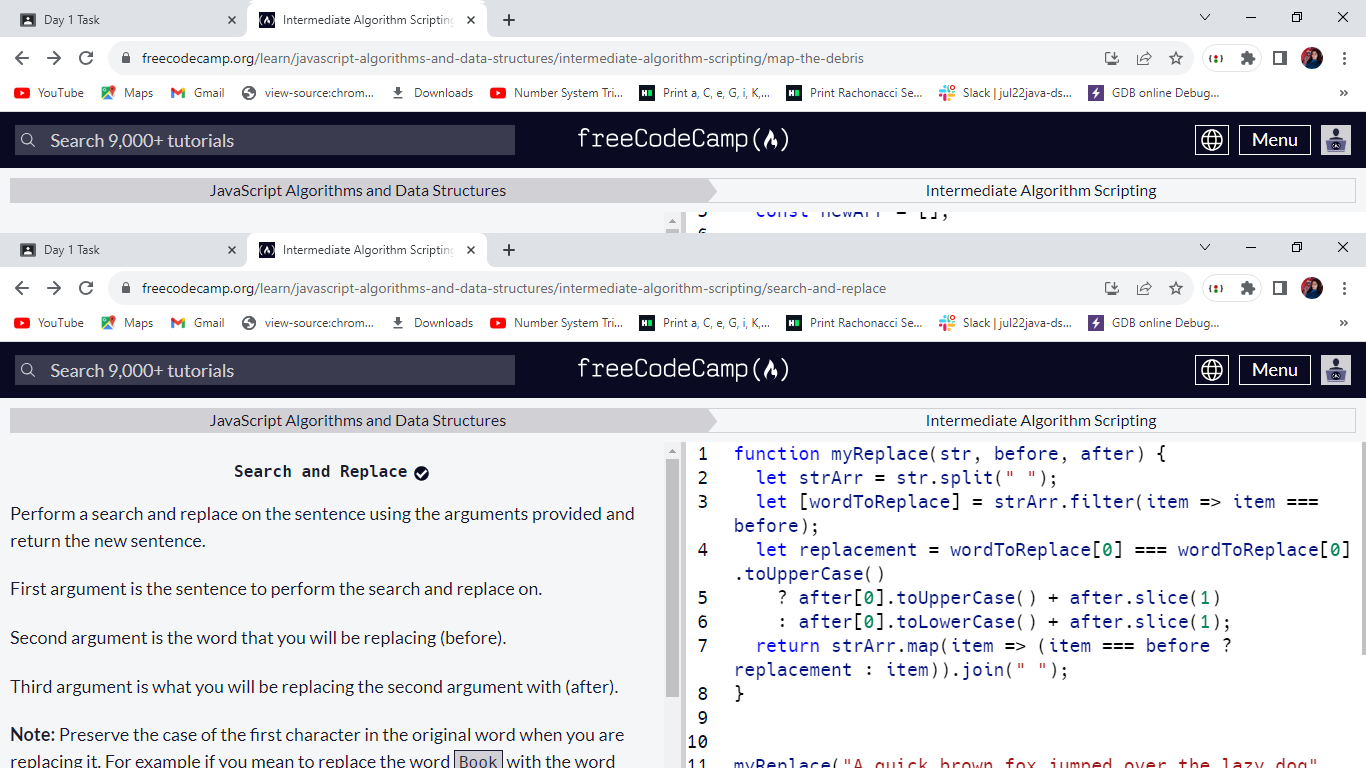 Day 1 Task
Intermediate Algorithm Scripting
freecodecamp.org/learn/javascript-algorithms-and-data-structures/intermediate-algorithm-scripting/map-the-debris
YouTube Maps Gmail view-source:chrom... Downloads Number System Tri... Print a, C, e, G, i, K,... Print Rachonacci Se... Slack | jul22java-ds... GDB online Debug... »
Search 9,000+ tutorials
freeCodeCamp
Menu
JavaScript Algorithms and Data Structures
Intermediate Algorithm Scripting
const newArr = [];
Day 1 Task
Intermediate Algorithm Scripting
freecodecamp.org/learn/javascript-algorithms-and-data-structures/intermediate-algorithm-scripting/search-and-replace
YouTube Maps Gmail view-source:chrom... Downloads Number System Tri... Print a, C, e, G, i, K,... Print Rachonacci Se... Slack | jul22java-ds... GDB online Debug... »
Search 9,000+ tutorials
freeCodeCamp
Menu
JavaScript Algorithms and Data Structures
Intermediate Algorithm Scripting
Search and Replace
Perform a search and replace on the sentence using the arguments provided and
return the new sentence.
First argument is the sentence to perform the search and replace on.
Second argument is the word that you will be replacing (before).
Third argument is what you will be replacing the second argument with (after).
Note: Preserve the case of the first character in the original word when you are
replacing it. For example if you mean to replace the word Book with the word
1 function myReplace(str, before, after) {
2 let strArr = str.split(" ");
3 let [wordToReplace] = strArr.filter(item => item ===
before);
4 let replacement = wordToReplace[0] === wordToReplace[0]
.toUpperCase()
5 ? after[0].toUpperCase() + after.slice(1)
6 : after[0].toLowerCase() + after.slice(1);
7 return strArr.map(item => (item === before ?
replacement : item)).join(" ");
8 }
9
10
11 myReplace("A quick brown fox jumped over the lazy dog"